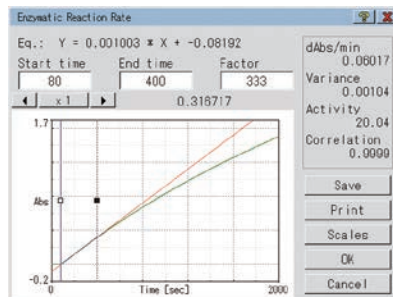 Enzymatic Reaction Rate
Eq.: Y = 0.001003 * X + -0.08192
Start time End time Factor
80 400 333
x 1 0.316717
1.7
Abs
-0.2
0 Time [sec] 2000
dAbs/min
0.06017
Variance
0.00104
Activity
20.04
Correlation
0.9999
Save
Print
Scales
OK
Cancel